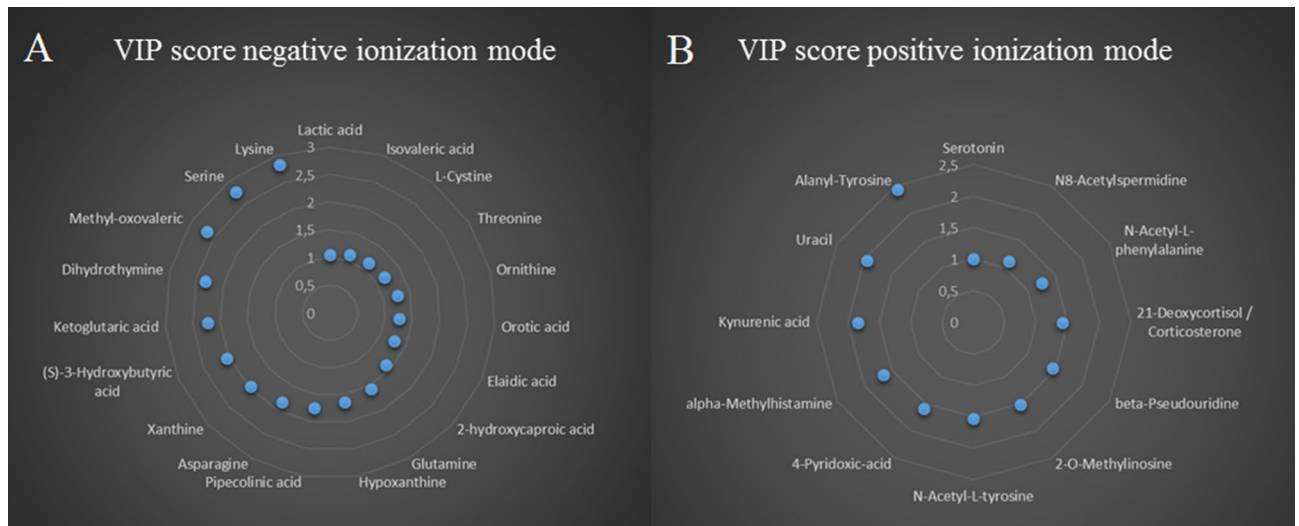 A VIP score negative ionization mode
Lactic acid
Isovaleric acid
L-Cystine
Threonine
Ornithine
Orotic acid
Elaidic acid
2-hydroxycaproic acid
Glutamine
Hypoxanthine
Pipecolinic acid
Asparagine
Xanthine
(S)-3-Hydroxybutyric
acid
Ketoglutaric acid
Dihydrothymine
Methyl-oxovaleric
Serine
Lysine
3
2,5
2
1,5
1
0,5
0
B VIP score positive ionization mode
Serotonin
N8-Acetylspermidine
N-Acetyl-L-
phenylalanine
21-Deoxycortisol /
Corticosterone
beta-Pseudouridine
2-O-Methylinosine
N-Acetyl-L-tyrosine
4-Pyridoxic-acid
alpha-Methylhistamine
Kynurenic acid
Uracil
Alanyl-Tyrosine
2,5
2
1,5
1
0,5
0